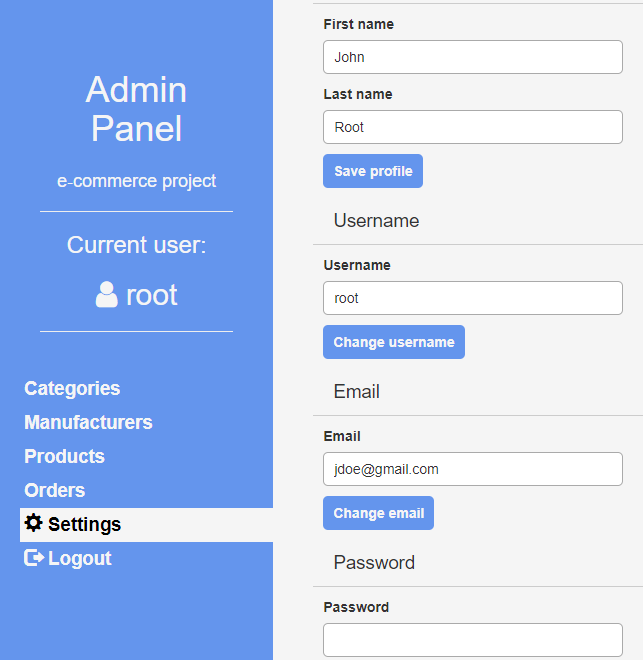 Admin
Panel
e-commerce project
Current user:
root
Categories
Manufacturers
Products
Orders
Settings
Logout
First name
John
Last name
Root
Save profile
Username
Username
root
Change username
Email
Email
jdoe@gmail.com
Change email
Password
Password